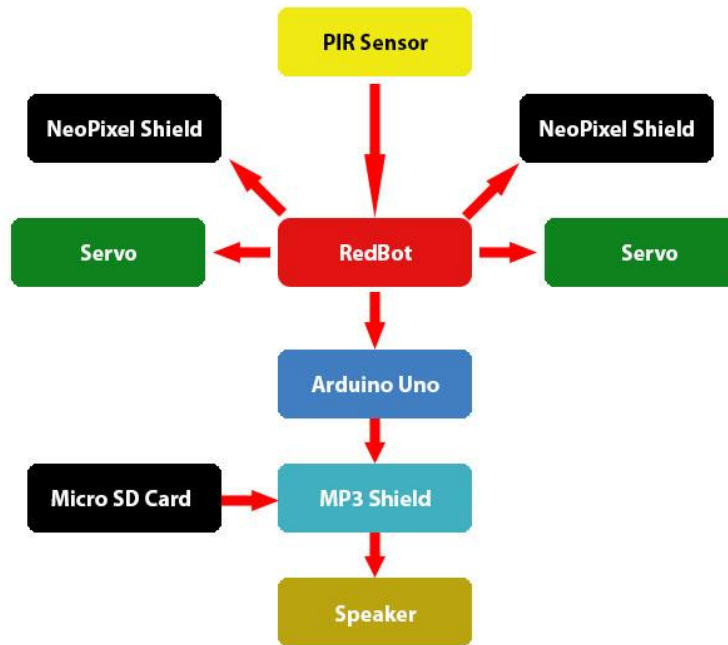 PIR Sensor
NeoPixel Shield
NeoPixel Shield
Servo
RedBot
Servo
Arduino Uno
Micro SD Card
MP3 Shield
Speaker